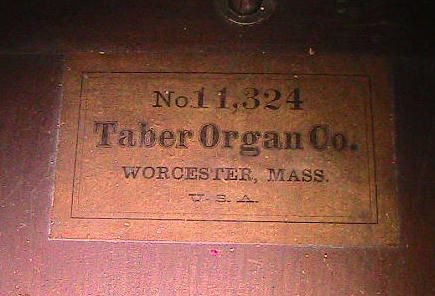 No. 11,324
Taber Organ Co.
WORCESTER, MASS.
U. S. A.